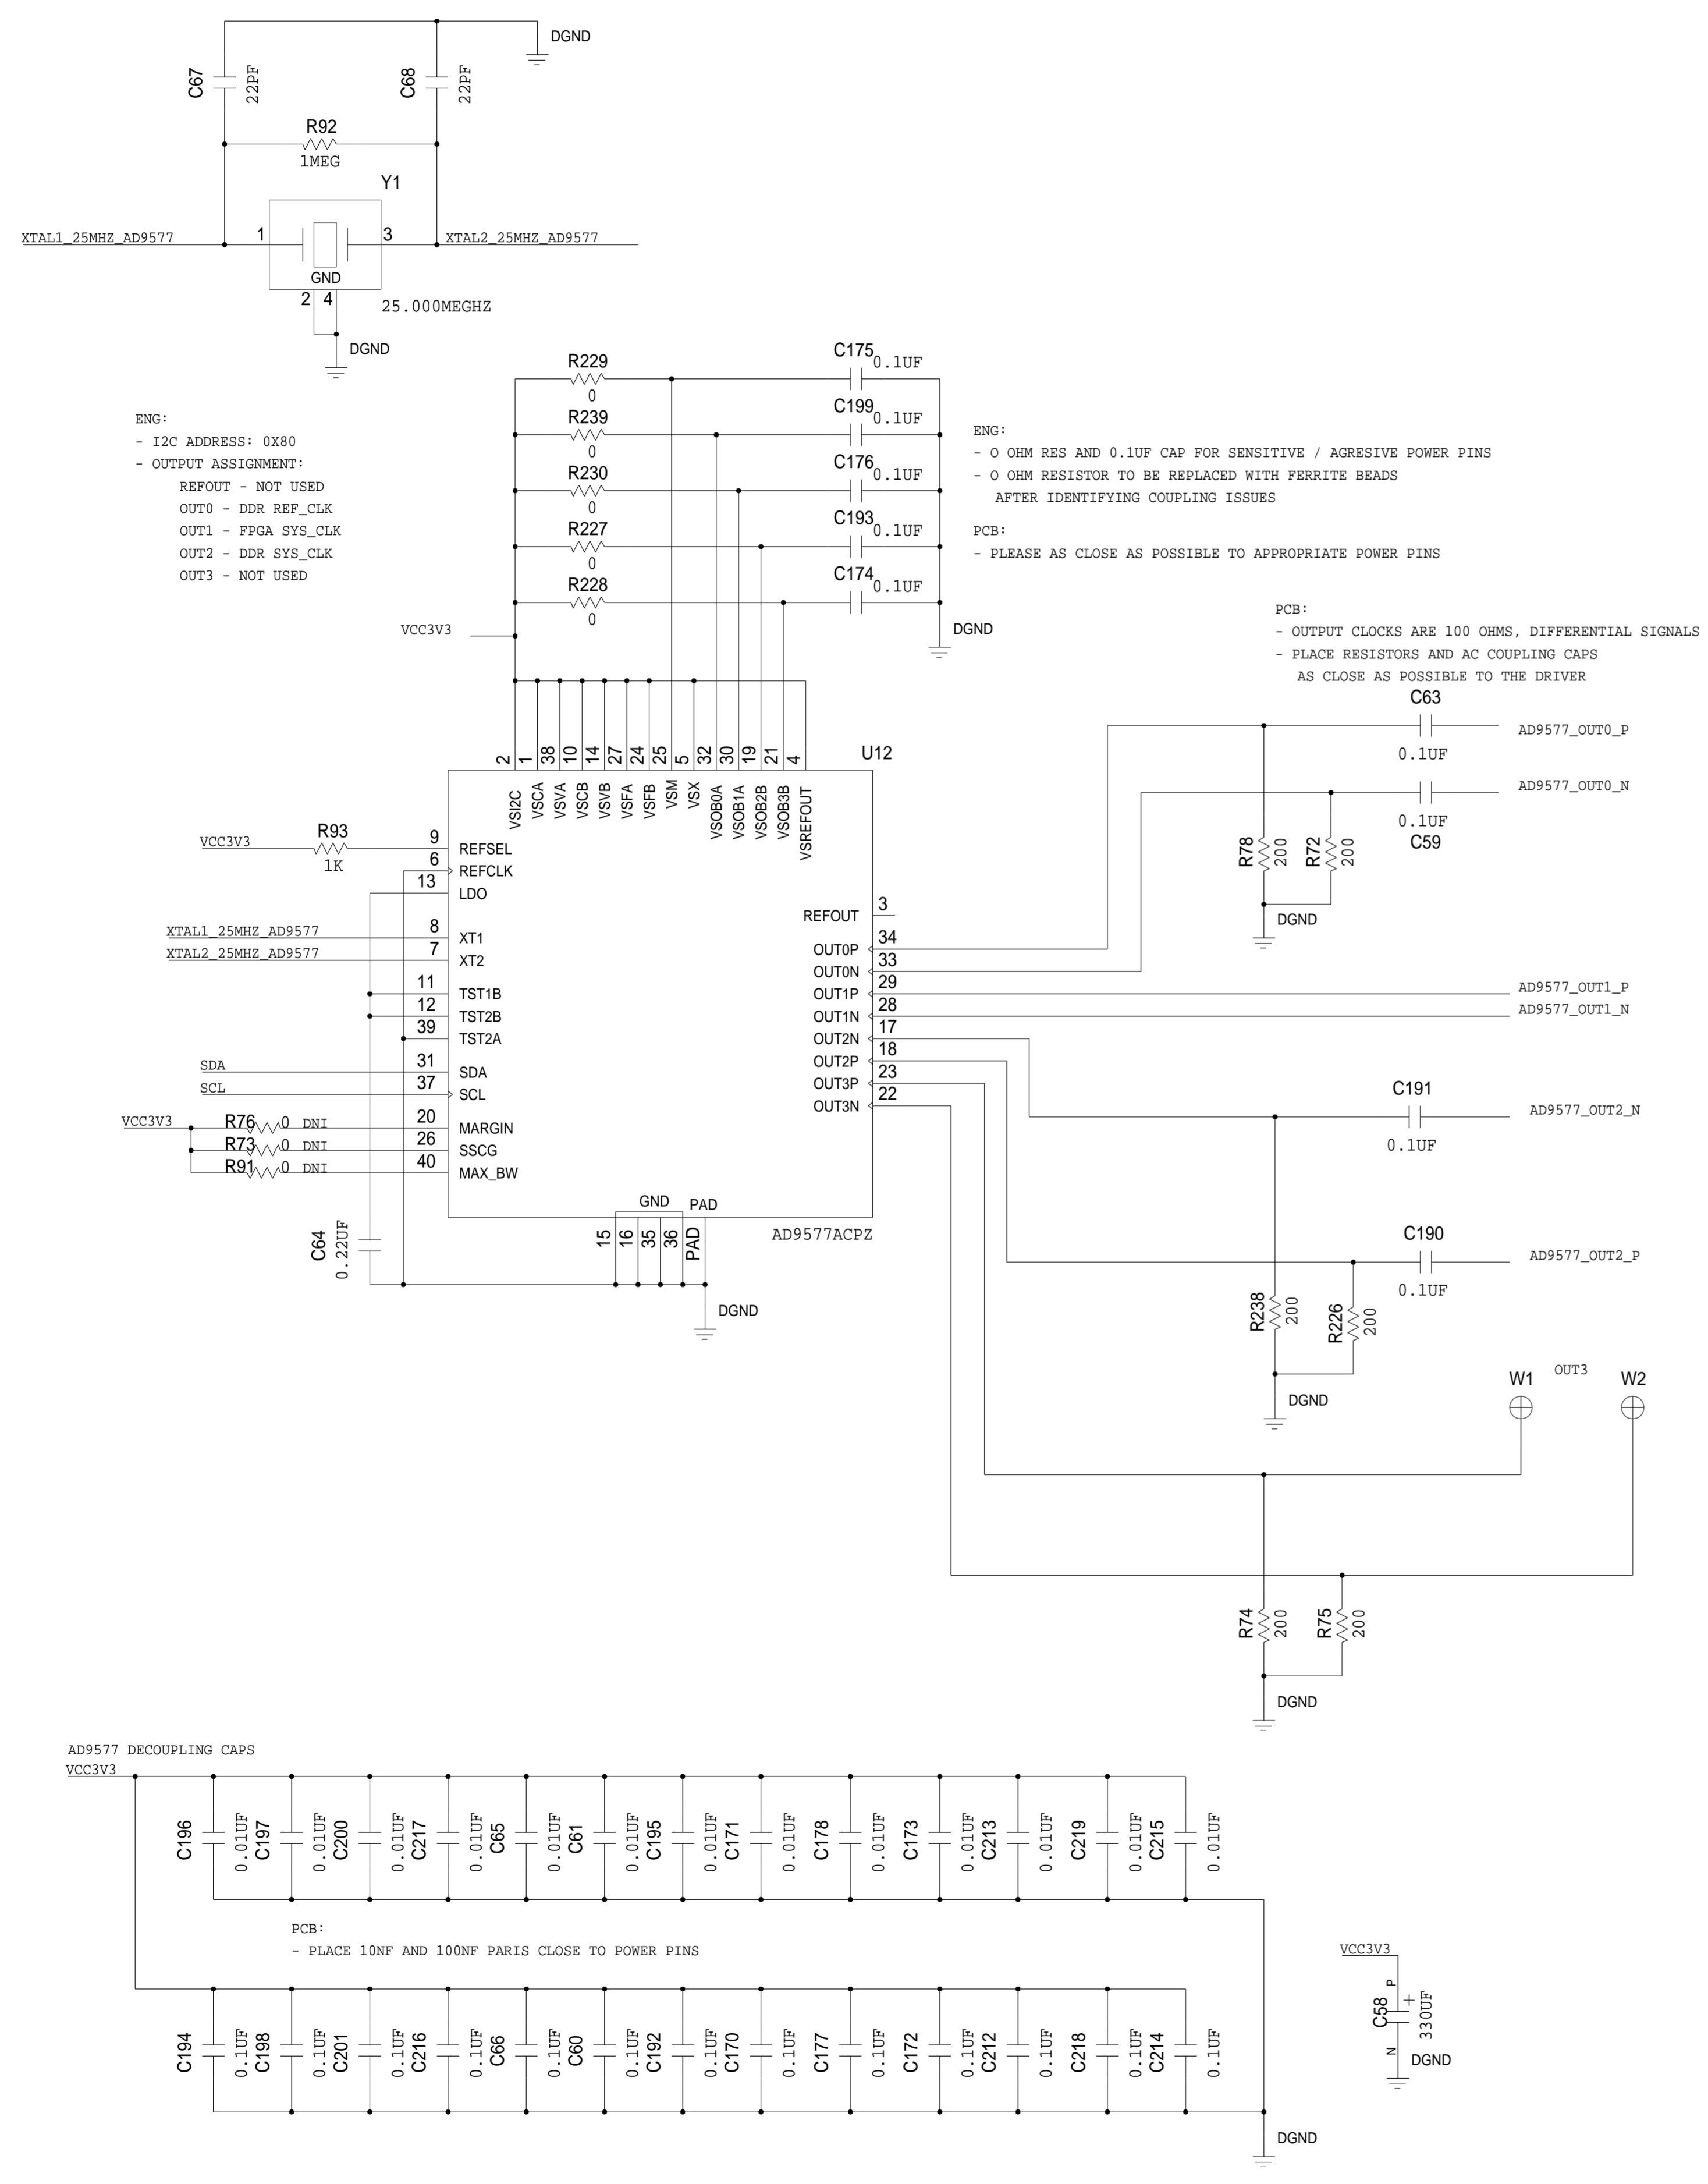 DGND
C67
22PF
C68
22PF
R92
1MEG
Y1
XTAL1_25MHZ_AD9577
1
3
XTAL2_25MHZ_AD9577
GND
2
4
25.000MEGHZ
DGND
ENG:
- I2C ADDRESS: 0X80
- OUTPUT ASSIGNMENT:
REFOUT - NOT USED
OUT0 - DDR REF_CLK
OUT1 - FPGA SYS_CLK
OUT2 - DDR SYS_CLK
OUT3 - NOT USED
R229
0
R239
0
R230
0
R227
0
R228
0
C175
0.1UF
C199
0.1UF
C176
0.1UF
C193
0.1UF
C174
0.1UF
VCC3V3
DGND
ENG:
- O OHM RES AND 0.1UF CAP FOR SENSITIVE / AGRESIVE POWER PINS
- O OHM RESISTOR TO BE REPLACED WITH FERRITE BEADS
AFTER IDENTIFYING COUPLING ISSUES
PCB:
- PLEASE AS CLOSE AS POSSIBLE TO APPROPRIATE POWER PINS
PCB:
- OUTPUT CLOCKS ARE 100 OHMS, DIFFERENTIAL SIGNALS
- PLACE RESISTORS AND AC COUPLING CAPS
AS CLOSE AS POSSIBLE TO THE DRIVER
C63
0.1UF
AD9577_OUT0_P
AD9577_OUT0_N
0.1UF
C59
R78
200
R72
200
DGND
U12
2
1
38
10
14
27
24
25
5
32
30
19
21
4
VSI2C
VSCA
VSVA
VSCB
VSVB
VSFA
VSFB
VSM
VSX
VSOB0A
VSOB1A
VSOB2B
VSOB3B
VSREFOUT
VCC3V3
R93
1K
9
REFSEL
6
REFCLK
13
LDO
XTAL1_25MHZ_AD9577
8
XT1
XTAL2_25MHZ_AD9577
7
XT2
11
TST1B
12
TST2B
39
TST2A
SDA
31
SDA
SCL
37
SCL
VCC3V3
R76
0
DNI
20
MARGIN
R73
0
DNI
26
SSCG
R91
0
DNI
40
MAX_BW
REFOUT
3
OUT0P
34
OUT0N
33
OUT1P
29
OUT1N
28
OUT2N
17
OUT2P
18
OUT3P
23
OUT3N
22
AD9577_OUT1_P
AD9577_OUT1_N
GND
PAD
15
16
35
36
PAD
AD9577ACPZ
C64
0.22UF
DGND
C191
0.1UF
AD9577_OUT2_N
C190
0.1UF
AD9577_OUT2_P
R238
200
R226
200
DGND
W1
OUT3
W2
R74
200
R75
200
DGND
AD9577 DECOUPLING CAPS
VCC3V3
C196
0.01UF
C197
0.01UF
C200
0.01UF
C217
0.01UF
C65
0.01UF
C61
0.01UF
C195
0.01UF
C171
0.01UF
C178
0.01UF
C173
0.01UF
C213
0.01UF
C219
0.01UF
C215
0.01UF
PCB:
- PLACE 10NF AND 100NF PARIS CLOSE TO POWER PINS
C194
0.1UF
C198
0.1UF
C201
0.1UF
C216
0.1UF
C66
0.1UF
C60
0.1UF
C192
0.1UF
C170
0.1UF
C177
0.1UF
C172
0.1UF
C212
0.1UF
C218
0.1UF
C214
0.1UF
DGND
VCC3V3
P
+
C58
330UF
N
DGND